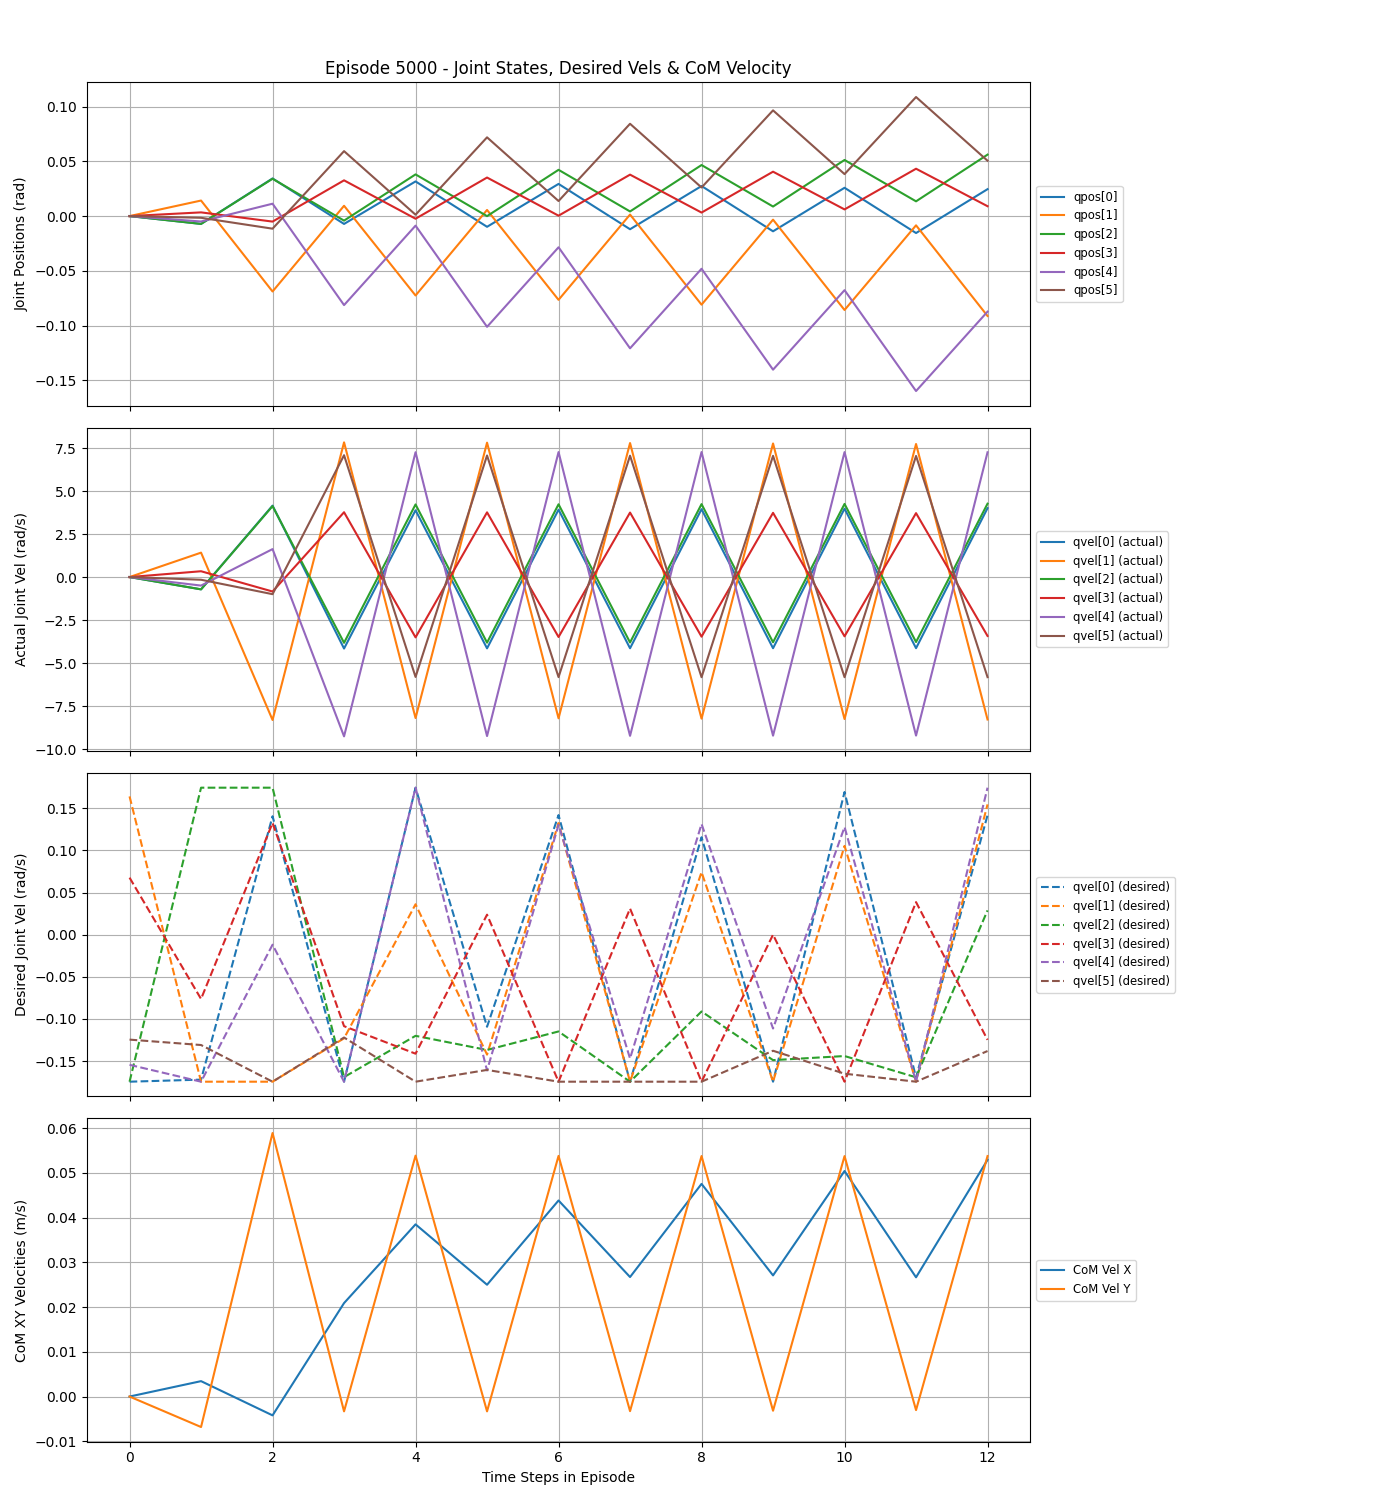 Episode 5000 - Joint States, Desired Vels & CoM Velocity
Joint Positions (rad)
0.10
0.05
0.00
−0.05
−0.10
−0.15
qpos[0]
qpos[1]
qpos[2]
qpos[3]
qpos[4]
qpos[5]
Actual Joint Vel (rad/s)
7.5
5.0
2.5
0.0
−2.5
−5.0
−7.5
−10.0
qvel[0] (actual)
qvel[1] (actual)
qvel[2] (actual)
qvel[3] (actual)
qvel[4] (actual)
qvel[5] (actual)
Desired Joint Vel (rad/s)
0.15
0.10
0.05
0.00
−0.05
−0.10
−0.15
qvel[0] (desired)
qvel[1] (desired)
qvel[2] (desired)
qvel[3] (desired)
qvel[4] (desired)
qvel[5] (desired)
CoM XY Velocities (m/s)
0.06
0.05
0.04
0.03
0.02
0.01
0.00
−0.01
CoM Vel X
CoM Vel Y
0 2 4 6 8 10 12
Time Steps in Episode